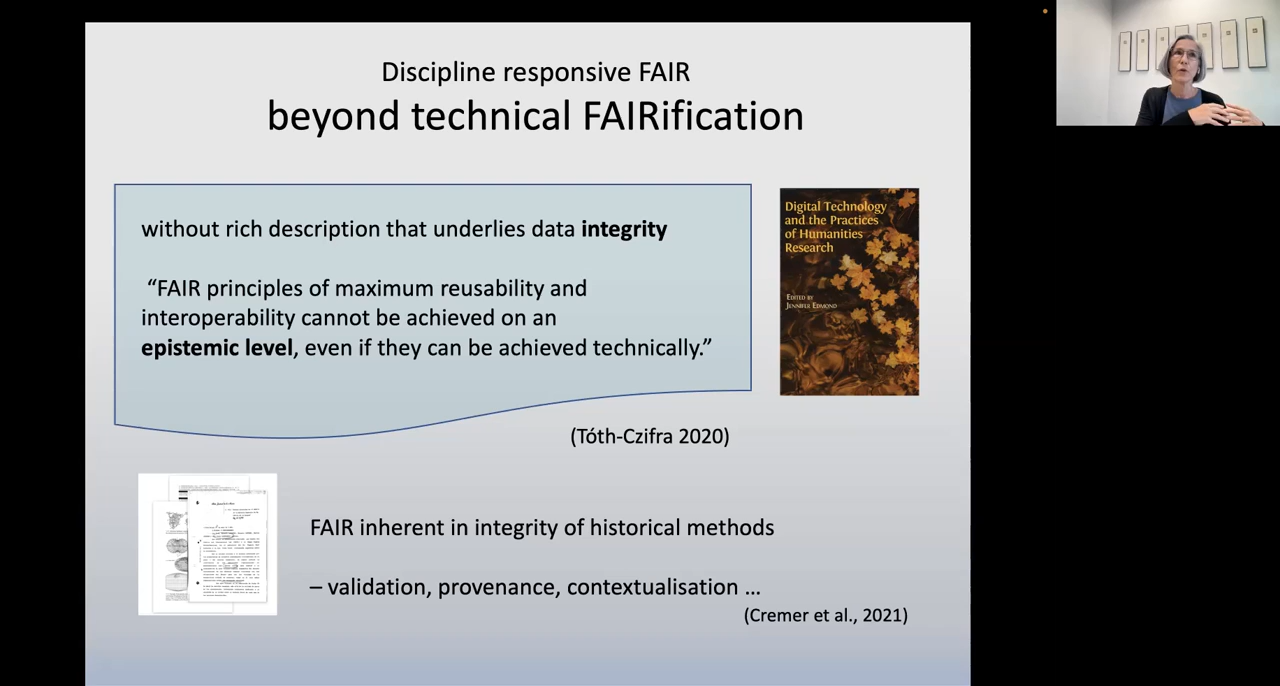 Discipline responsive FAIR
beyond technical FAIRification
without rich description that underlies data integrity
“FAIR principles of maximum reusability and
interoperability cannot be achieved on an
epistemic level, even if they can be achieved technically.”
Digital Technology
and the Practices
of Humanities
Research
Edited by
Jennifer Edmond
(Tóth-Czifra 2020)
FAIR inherent in integrity of historical methods
– validation, provenance, contextualisation ...
(Cremer et al., 2021)